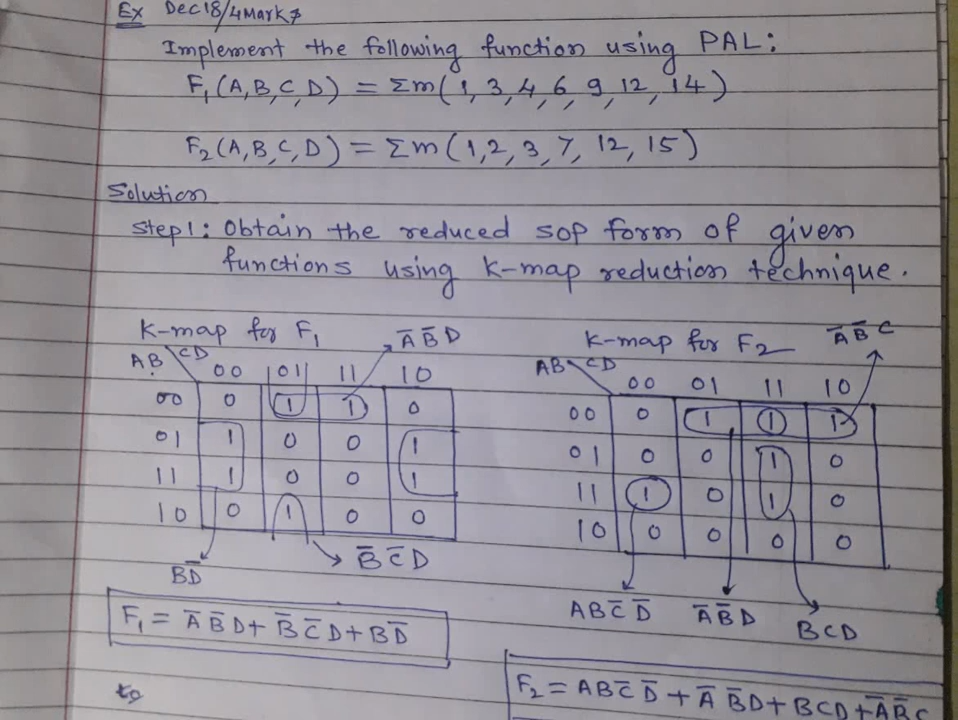 Ex Dec18/4Marks
Implement the following function using PAL:
F₁(A,B,C,D) = Σm(1,3,4,6,9,12,14)
F₂(A,B,C,D) = Σm(1,2,3,7,12,15)
Solution
Step1: Obtain the reduced SOP form of given
functions using K-map reduction technique.
K-map for F₁
A̅ B̅ D
AB CD 00 01 11 10
00 0 1 1 0
01 1 0 0 1
11 1 0 0 1
10 0 1 0 0
BD̅
B̅ C̅ D
F₁ = A̅ B̅ D + B̅ C̅ D + BD̅
K-map for F₂
A̅ B̅ C
AB CD 00 01 11 10
00 0 1 1 1
01 0 0 1 0
11 1 0 1 0
10 0 0 0 0
ABC̅ D̅ A̅ B̅ D BCD
F₂ = ABC̅ D̅ + A̅ B̅ D + BCD + A̅ B̅ C
to